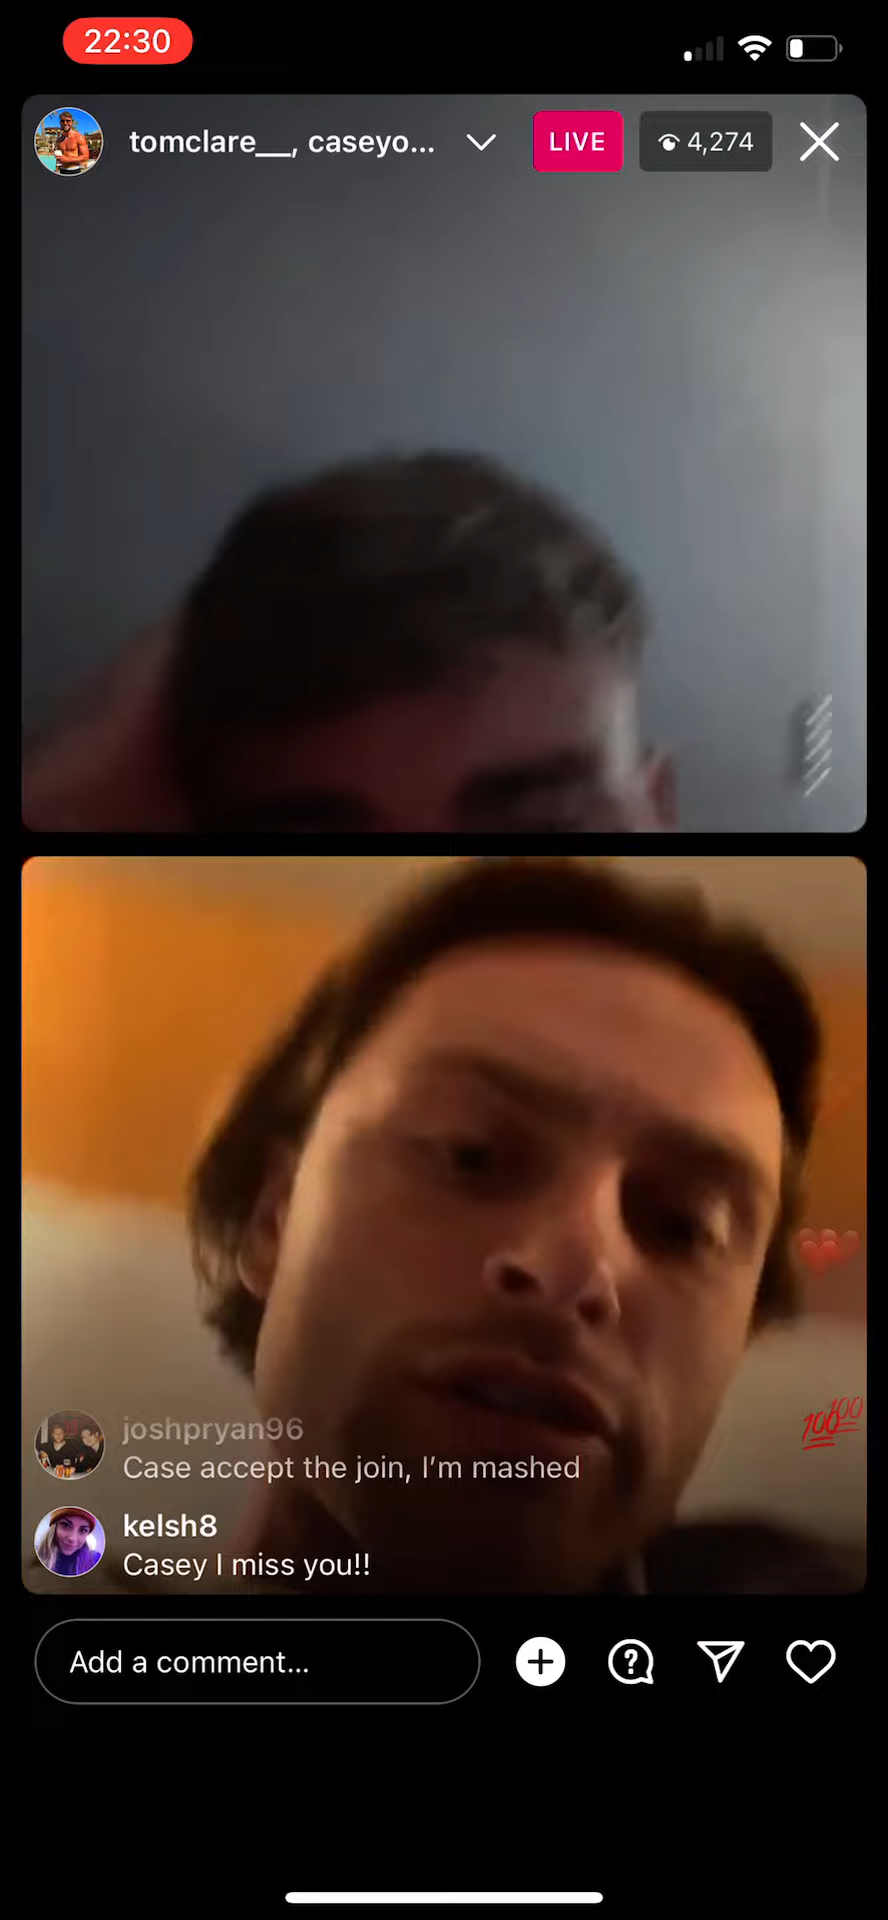 22:30
tomclare__, caseyo...
LIVE
4,274
joshpryan96
Case accept the join, I'm mashed
kelsh8
Casey I miss you!!
Add a comment...